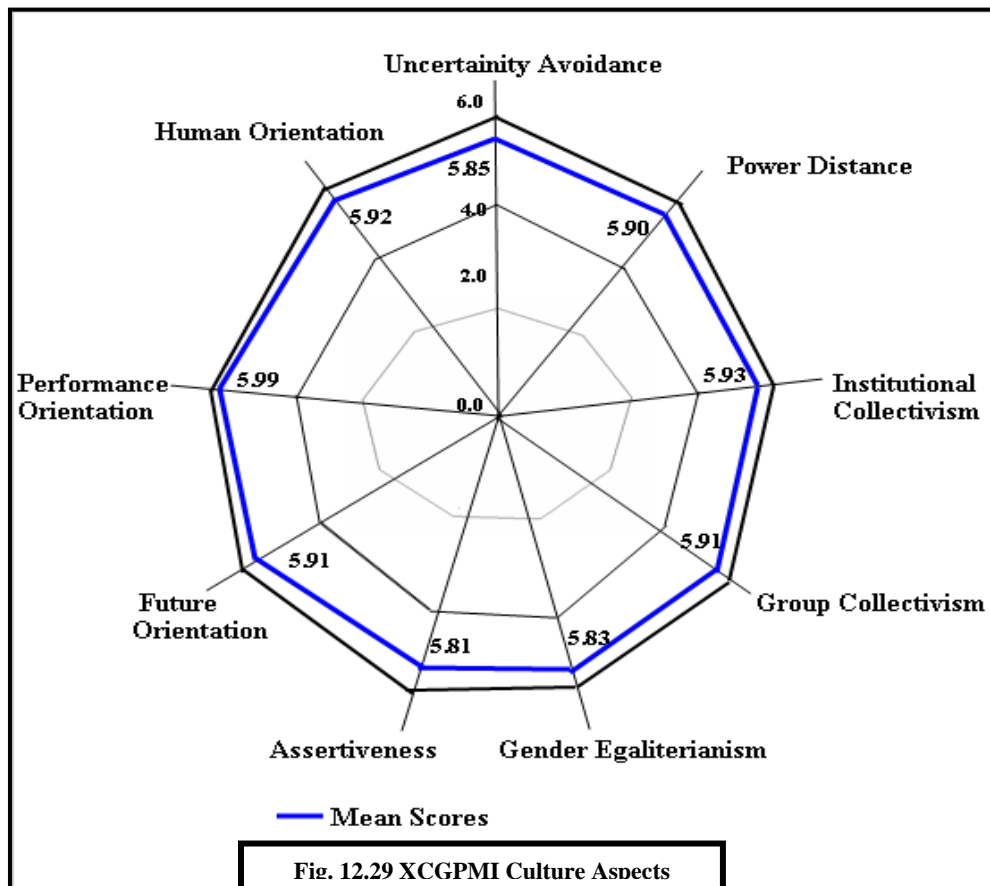 Uncertainity Avoidance
6.0
Human Orientation
5.85
Power Distance
5.92
4.0
5.90
2.0
Performance
Orientation
5.99
5.93
Institutional
Collectivism
0.0
5.91
5.91
Future
Orientation
Group Collectivism
5.81
5.83
Assertiveness
Gender Egaliterianism
Mean Scores
Fig. 12.29 XCGPMI Culture Aspects